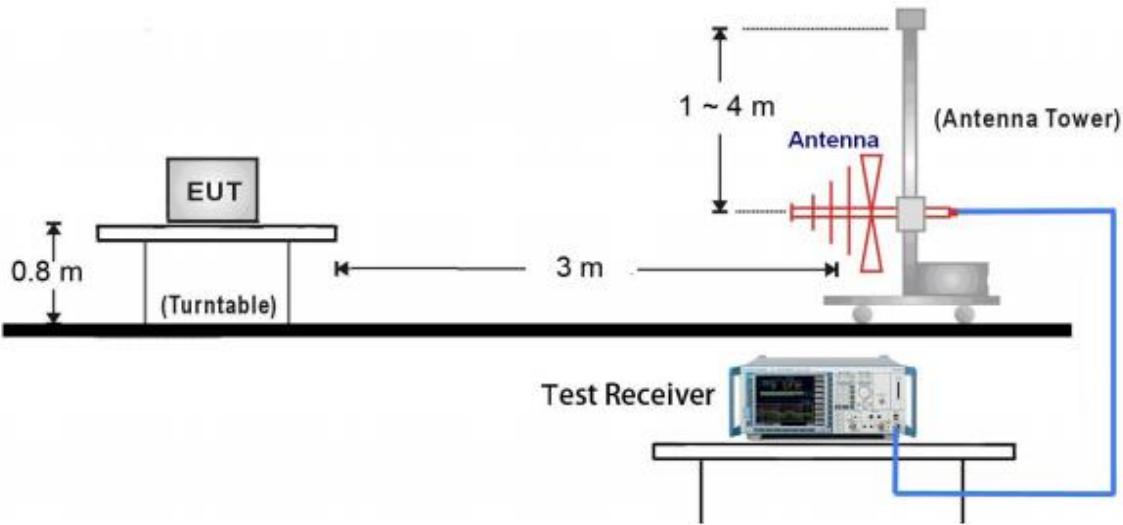 1 ~ 4 m
(Antenna Tower)
Antenna
EUT
0.8 m
3 m
(Turntable)
Test Receiver